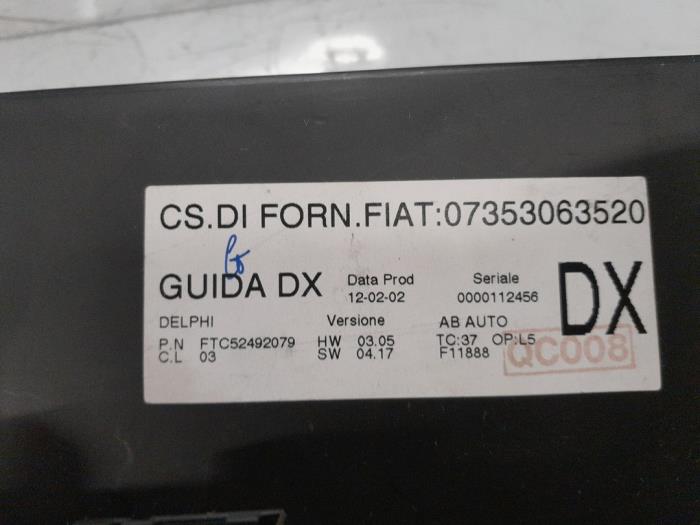 CS.DI FORN.FIAT:07353063520
GUIDA DX
Data Prod
12-02-02
Seriale
0000112456
DX
DELPHI
P.N FTC52492079
C.L 03
Versione
HW 03.05
SW 04.17
AB AUTO
TC:37 OP:L5
F11888
QC008